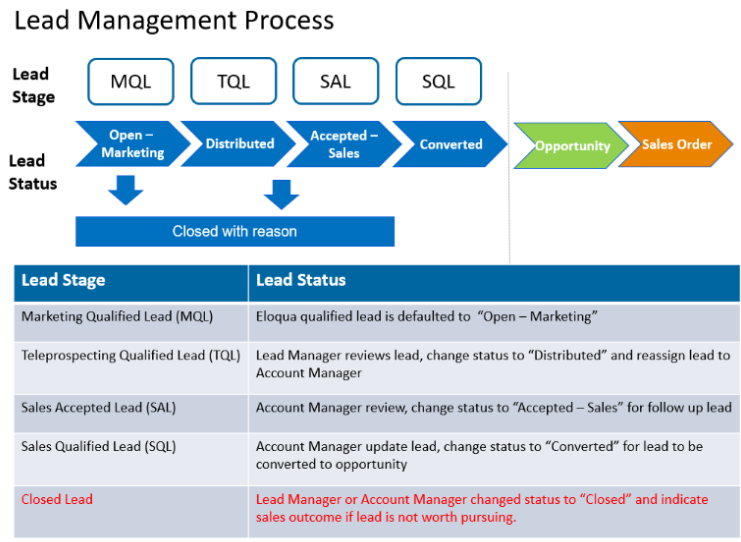 Lead Management Process
Lead
Stage
MQL
TQL
SAL
SQL
Lead
Status
Open –
Marketing
Distributed
Accepted –
Sales
Converted
Opportunity
Sales Order
Closed with reason
Lead Stage
Lead Status
Marketing Qualified Lead (MQL)
Eloqua qualified lead is defaulted to “Open – Marketing”
Teleprospecting Qualified Lead (TQL)
Lead Manager reviews lead, change status to “Distributed” and reassign lead to
Account Manager
Sales Accepted Lead (SAL)
Account Manager review, change status to “Accepted – Sales” for follow up lead
Sales Qualified Lead (SQL)
Account Manager update lead, change status to “Converted” for lead to be
converted to opportunity
Closed Lead
Lead Manager or Account Manager changed status to “Closed” and indicate
sales outcome if lead is not worth pursuing.